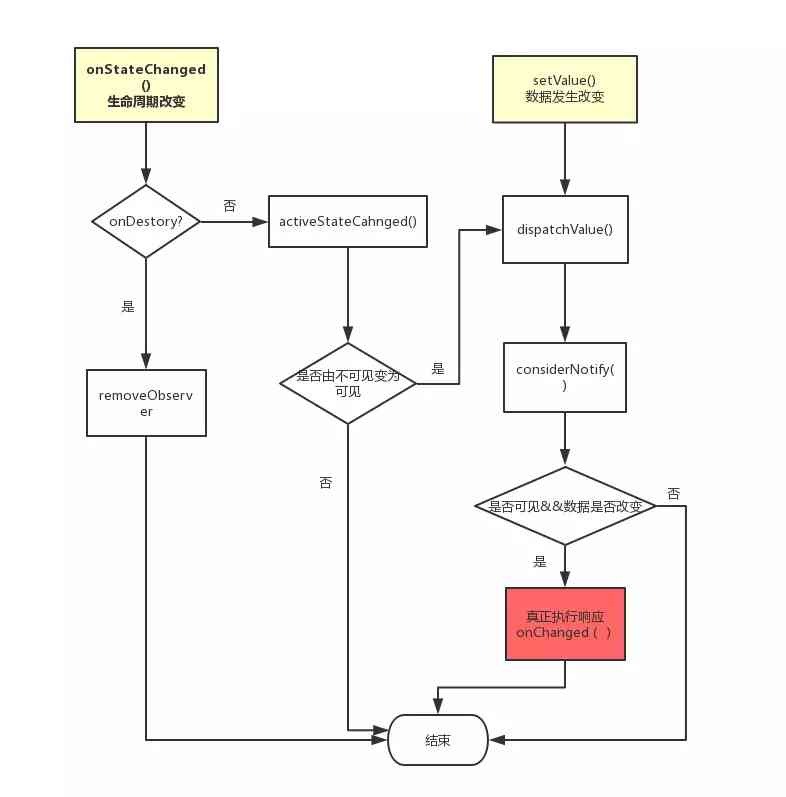 onStateChanged
()
生命周期改变
setValue()
数据发生改变
onDestory?
否
activeStateCahnged()
dispatchValue()
是
是否由不可见变为
可见
是
removeObserv
er
considerNotify(
)
否
是否可见&&数据是否改变
否
是
真正执行响应
onChanged ( )
结束